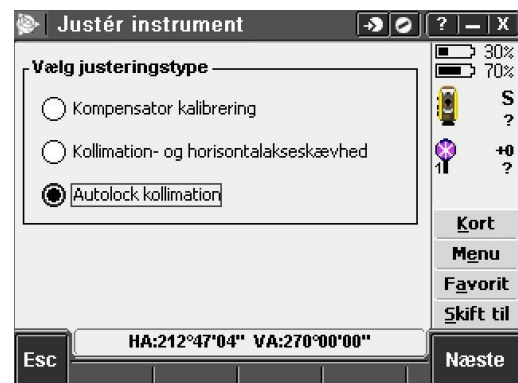 Justér instrument
? – X
30%
70%
Vælg justeringstype
Kompensator kalibrering
Kollimation- og horisontalakseskævhed
Autolock kollimation
S
?
+0
1 ?
Kort
Menu
Favorit
Skift til
HA:212°47'04" VA:270°00'00"
Esc
Næste